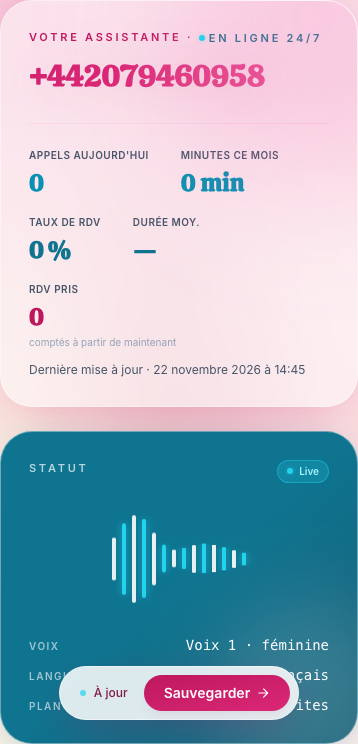 VOTRE ASSISTANTE · EN LIGNE 24/7
+442079460958
APPELS AUJOURD'HUI MINUTES CE MOIS
0 0 min
TAUX DE RDV DURÉE MOY.
0 % —
RDV PRIS
0
comptés à partir de maintenant
Dernière mise à jour · 22 novembre 2026 à 14:45
STATUT Live
VOIX Voix 1 · féminine
À jour Sauvegarder →